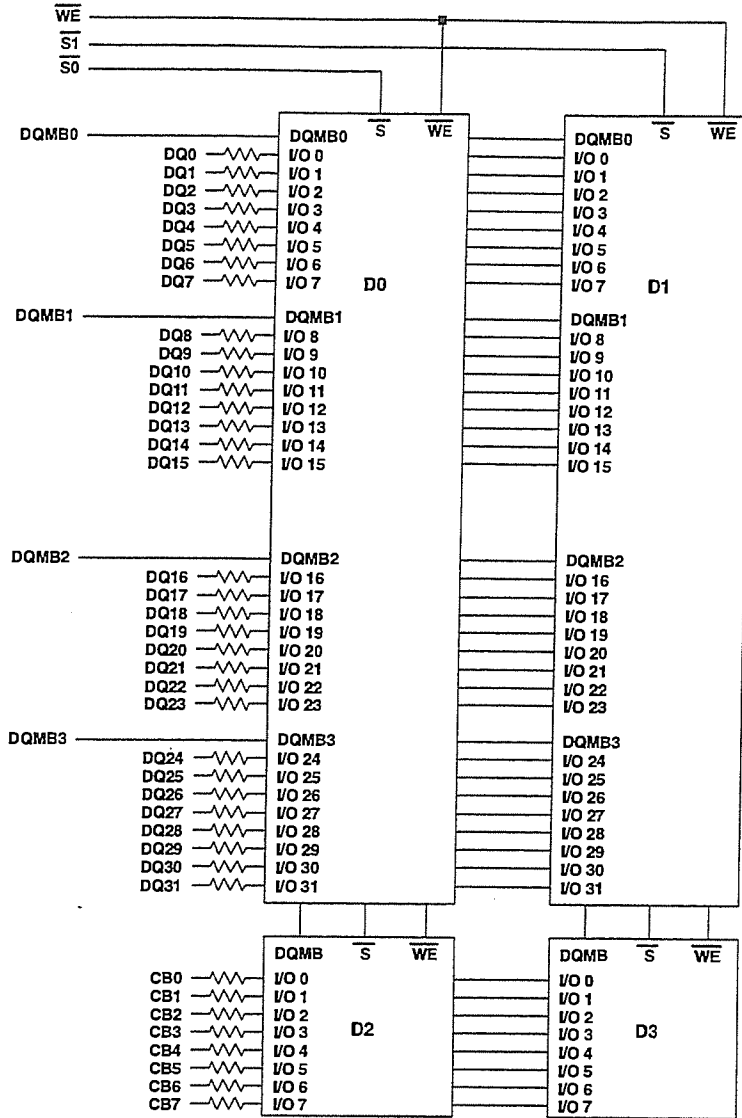 W̅E̅
S̅1̅
S̅0̅
S̅ W̅E̅ S̅ W̅E̅
DQMB0 DQMB0 DQMB0
DQ0 I/O 0 I/O 0
DQ1 I/O 1 I/O 1
DQ2 I/O 2 I/O 2
DQ3 I/O 3 I/O 3
DQ4 I/O 4 I/O 4
DQ5 I/O 5 I/O 5
DQ6 I/O 6 I/O 6
DQ7 I/O 7 D0 I/O 7 D1
DQMB1 DQMB1 DQMB1
DQ8 I/O 8 I/O 8
DQ9 I/O 9 I/O 9
DQ10 I/O 10 I/O 10
DQ11 I/O 11 I/O 11
DQ12 I/O 12 I/O 12
DQ13 I/O 13 I/O 13
DQ14 I/O 14 I/O 14
DQ15 I/O 15 I/O 15
DQMB2 DQMB2 DQMB2
DQ16 I/O 16 I/O 16
DQ17 I/O 17 I/O 17
DQ18 I/O 18 I/O 18
DQ19 I/O 19 I/O 19
DQ20 I/O 20 I/O 20
DQ21 I/O 21 I/O 21
DQ22 I/O 22 I/O 22
DQ23 I/O 23 I/O 23
DQMB3 DQMB3 DQMB3
DQ24 I/O 24 I/O 24
DQ25 I/O 25 I/O 25
DQ26 I/O 26 I/O 26
DQ27 I/O 27 I/O 27
DQ28 I/O 28 I/O 28
DQ29 I/O 29 I/O 29
DQ30 I/O 30 I/O 30
DQ31 I/O 31 I/O 31
DQMB S̅ W̅E̅ DQMB S̅ W̅E̅
CB0 I/O 0 I/O 0
CB1 I/O 1 I/O 1
CB2 I/O 2 I/O 2
CB3 I/O 3 D2 I/O 3 D3
CB4 I/O 4 I/O 4
CB5 I/O 5 I/O 5
CB6 I/O 6 I/O 6
CB7 I/O 7 I/O 7